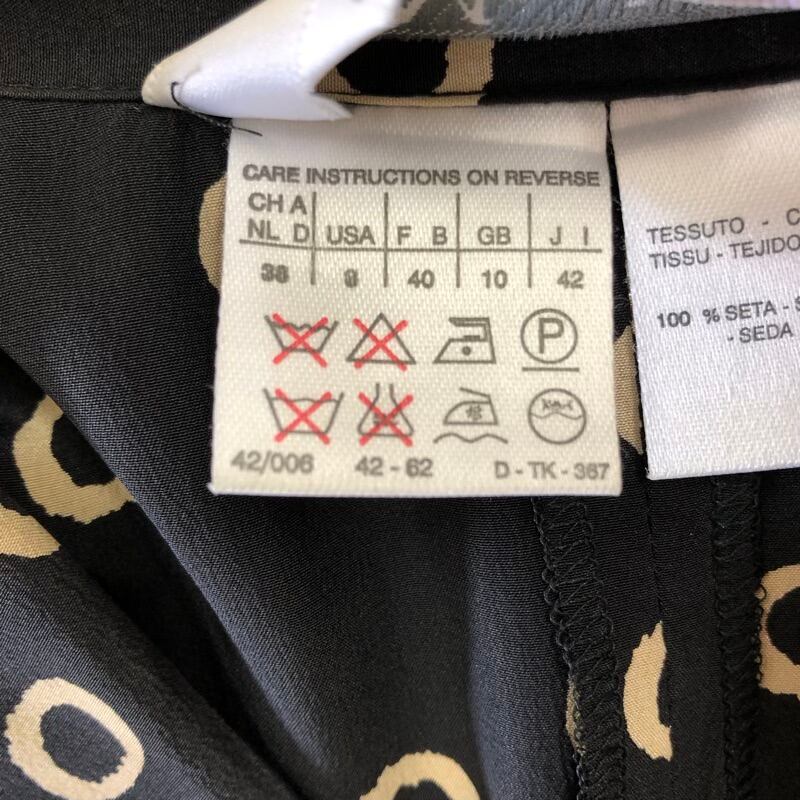 CARE INSTRUCTIONS ON REVERSE
CH A
NL D USA F B GB J I
38 8 40 10 42
P
42/006 42 - 62 D - TK - 367
TESSUTO - C
TISSU - TEJIDO
100 % SETA - S
- SEDA